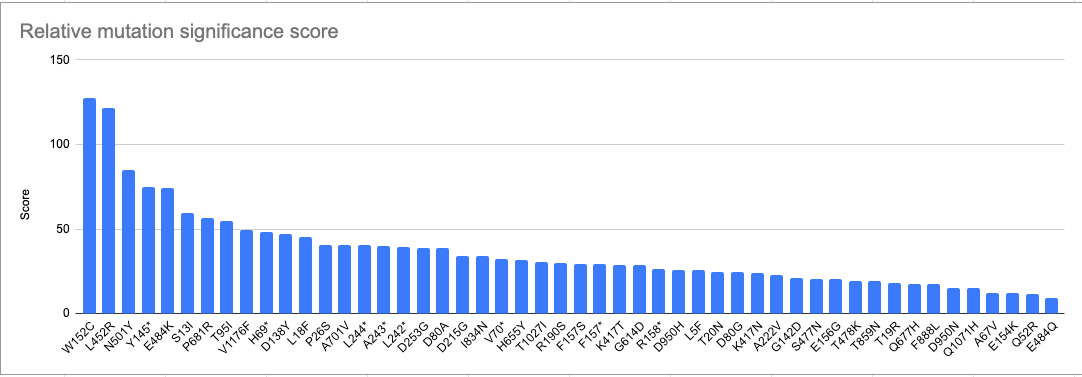 Relative mutation significance score
150
100
50
0
Score
W152C
L452R
N501Y
Y145*
E484K
S13I
P681R
T95I
V1176F
H69*
D138Y
L18F
P26S
A701V
L244*
A243*
L242*
D253G
D80A
D215G
I834N
V70*
H655Y
T1027I
R190S
F157S
F157*
K417T
G614D
R158*
D950H
L5F
T20N
D80G
K417N
A222V
G142D
S477N
E156G
T478K
T859N
T19R
Q677H
F888L
D950N
Q1071H
A67V
E154K
Q52R
E484Q